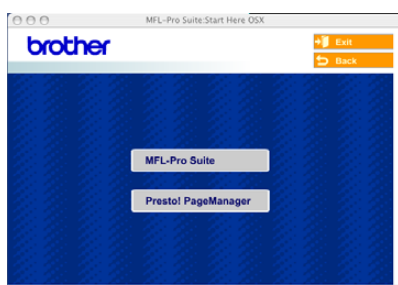 MFL-Pro Suite:Start Here OSX
brother
Exit
Back
MFL-Pro Suite
Presto! PageManager